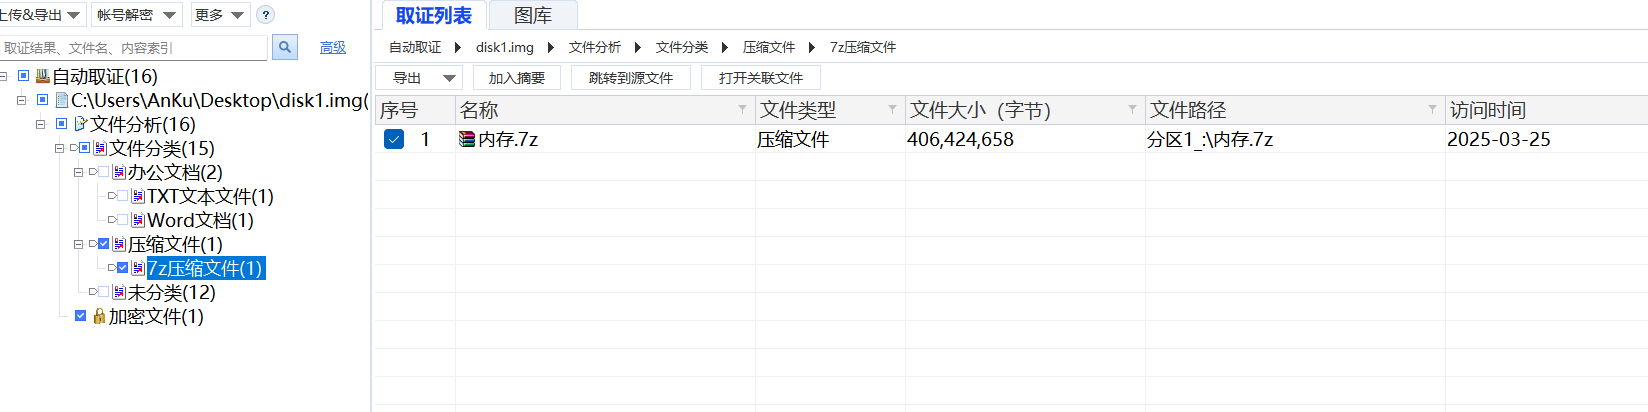 上传&导出 帐号解密 更多 ?
取证结果、文件名、内容索引 高级
自动取证(16)
C:\Users\AnKu\Desktop\disk1.img(
文件分析(16)
文件分类(15)
办公文档(2)
TXT文本文件(1)
Word文档(1)
压缩文件(1)
7z压缩文件(1)
未分类(12)
加密文件(1)
取证列表 图库
自动取证 disk1.img 文件分析 文件分类 压缩文件 7z压缩文件
导出 加入摘要 跳转到源文件 打开关联文件
序号 名称 文件类型 文件大小（字节） 文件路径 访问时间
1 内存.7z 压缩文件 406,424,658 分区1_:\内存.7z 2025-03-25